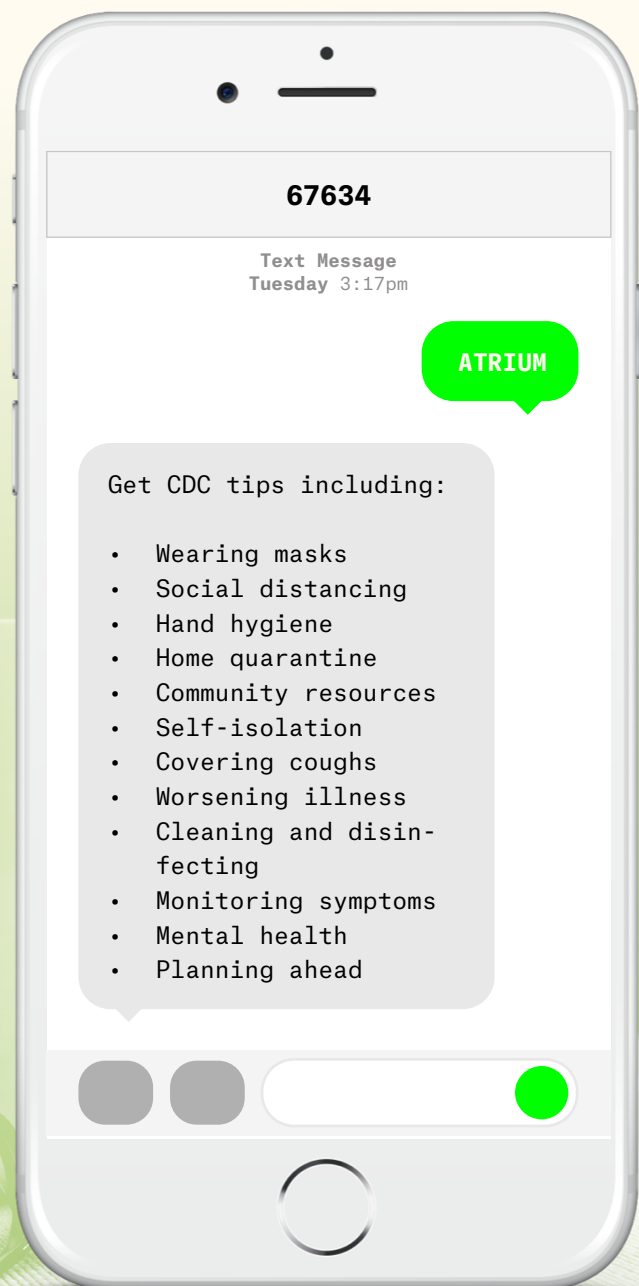 67634
Text Message
Tuesday 3:17pm
ATRIUM
Get CDC tips including:
• Wearing masks
• Social distancing
• Hand hygiene
• Home quarantine
• Community resources
• Self-isolation
• Covering coughs
• Worsening illness
• Cleaning and disin-
fecting
• Monitoring symptoms
• Mental health
• Planning ahead